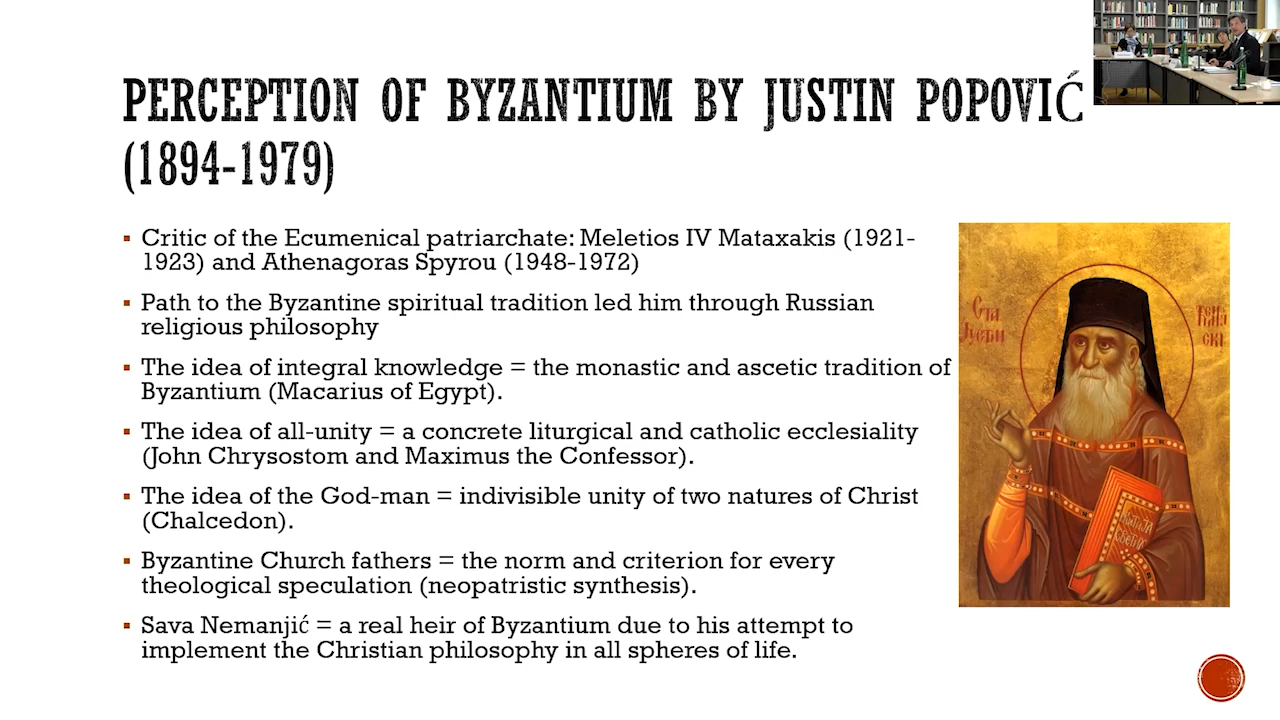 PERCEPTION OF BYZANTIUM BY JUSTIN POPOVIĆ
(1894-1979)
▪ Critic of the Ecumenical patriarchate: Meletios IV Mataxakis (1921-
1923) and Athenagoras Spyrou (1948-1972)
▪ Path to the Byzantine spiritual tradition led him through Russian
religious philosophy
▪ The idea of integral knowledge = the monastic and ascetic tradition of
Byzantium (Macarius of Egypt).
▪ The idea of all-unity = a concrete liturgical and catholic ecclesiality
(John Chrysostom and Maximus the Confessor).
▪ The idea of the God-man = indivisible unity of two natures of Christ
(Chalcedon).
▪ Byzantine Church fathers = the norm and criterion for every
theological speculation (neopatristic synthesis).
▪ Sava Nemanjić = a real heir of Byzantium due to his attempt to
implement the Christian philosophy in all spheres of life.